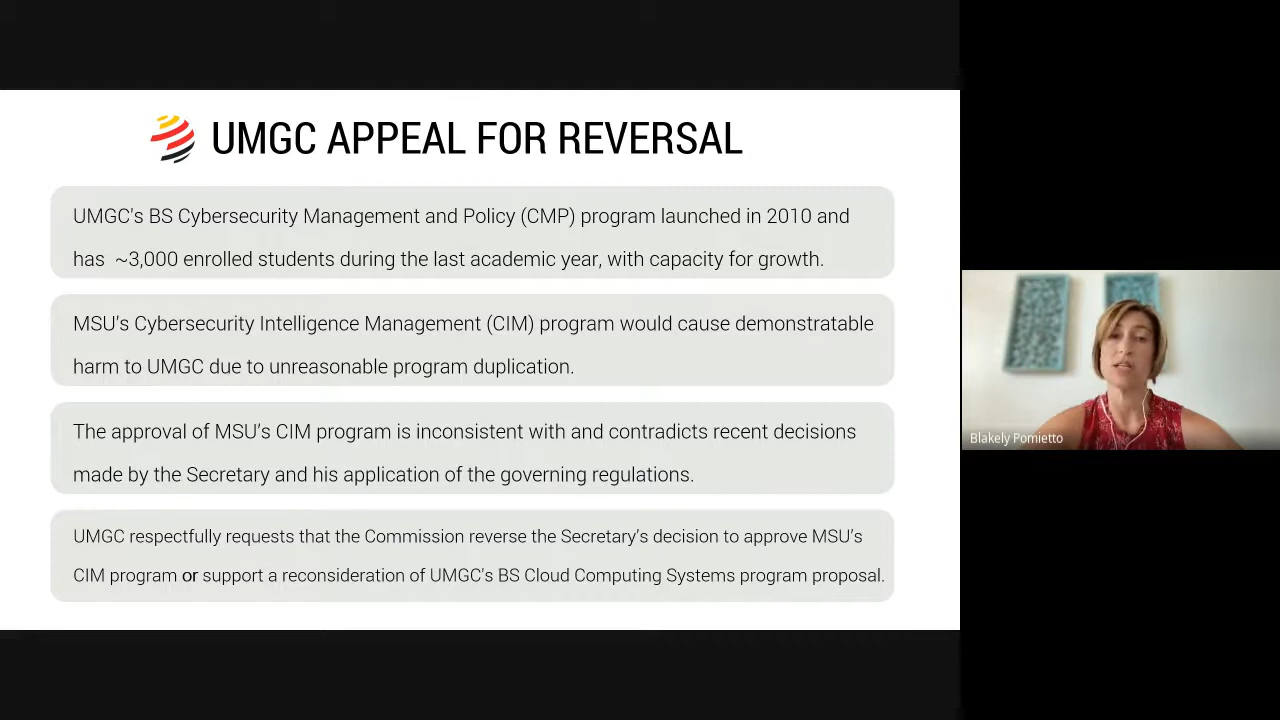 UMGC APPEAL FOR REVERSAL
UMGC's BS Cybersecurity Management and Policy (CMP) program launched in 2010 and
has ~3,000 enrolled students during the last academic year, with capacity for growth.
MSU's Cybersecurity Intelligence Management (CIM) program would cause demonstratable
harm to UMGC due to unreasonable program duplication.
The approval of MSU's CIM program is inconsistent with and contradicts recent decisions
made by the Secretary and his application of the governing regulations.
UMGC respectfully requests that the Commission reverse the Secretary's decision to approve MSU's
CIM program or support a reconsideration of UMGC's BS Cloud Computing Systems program proposal.
Blakely Pomietto